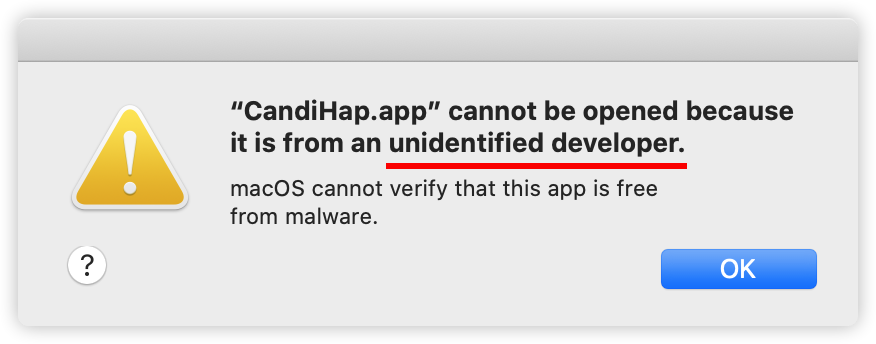 “CandiHap.app” cannot be opened because
it is from an unidentified developer.
macOS cannot verify that this app is free
from malware.
?
OK